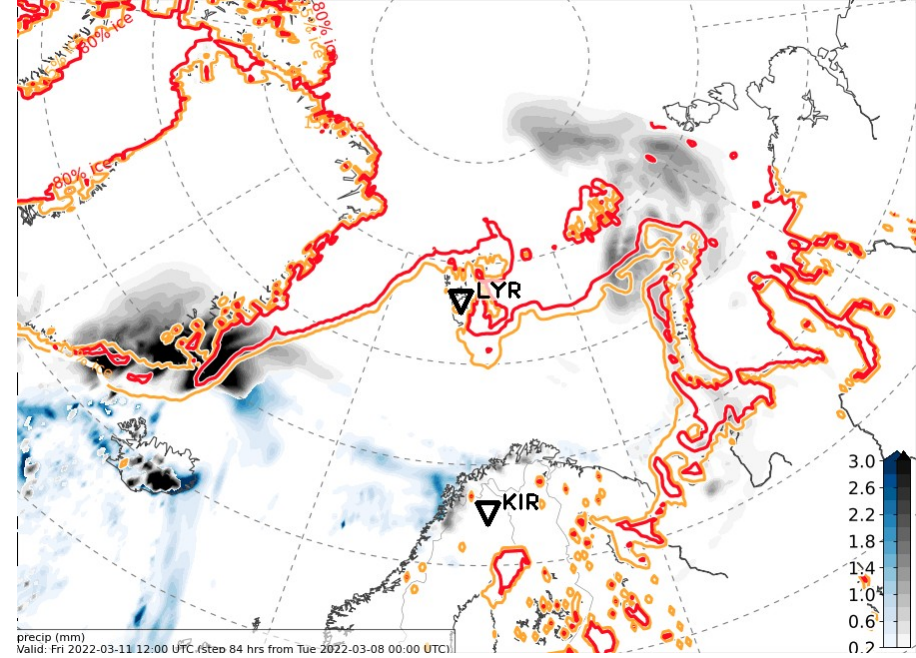 80% ice
80% ice
80% ice
LYR
KIR
3.0
2.6
2.2
1.8
1.4
1.0
0.6
0.2
precip (mm)
Valid: Fri 2022-03-11 12:00 UTC (step 84 hrs from Tue 2022-03-08 00:00 UTC)